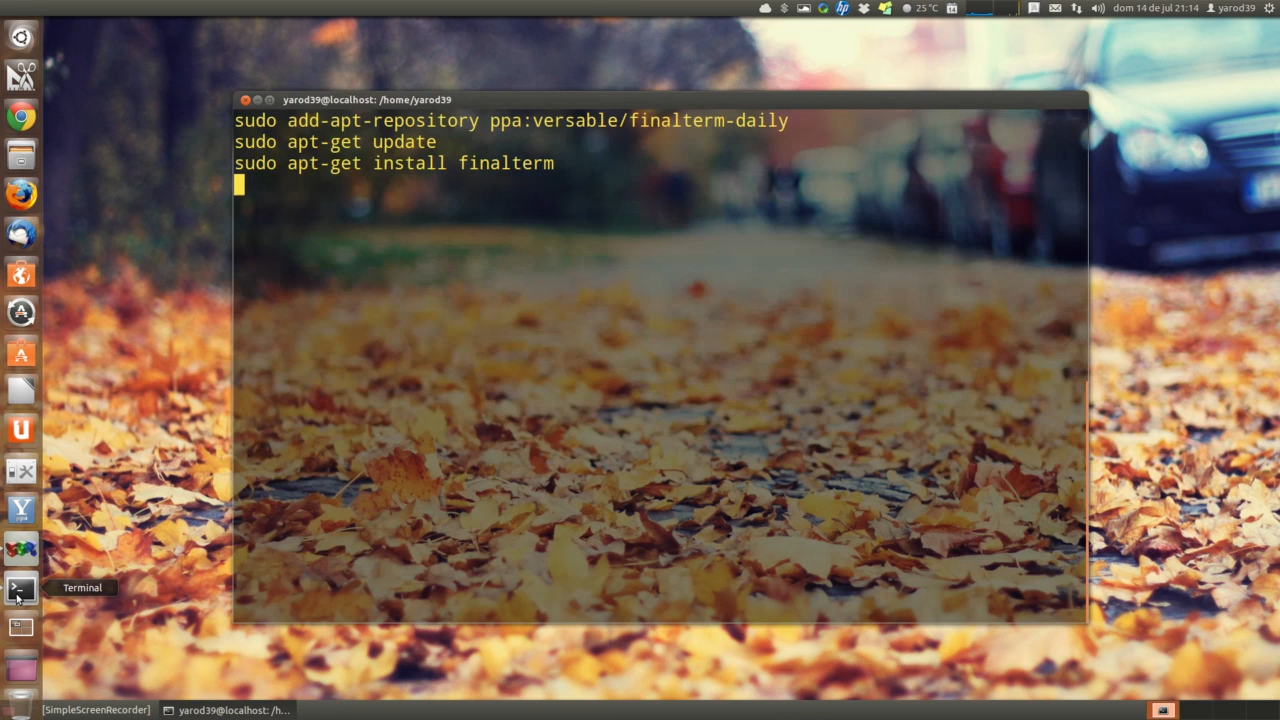 25 °C
dom 14 de jul 21:14
yarod39
yarod39@localhost: /home/yarod39
sudo add-apt-repository ppa:versable/finalterm-daily
sudo apt-get update
sudo apt-get install finalterm
Terminal
[SimpleScreenRecorder]
yarod39@localhost: /h...